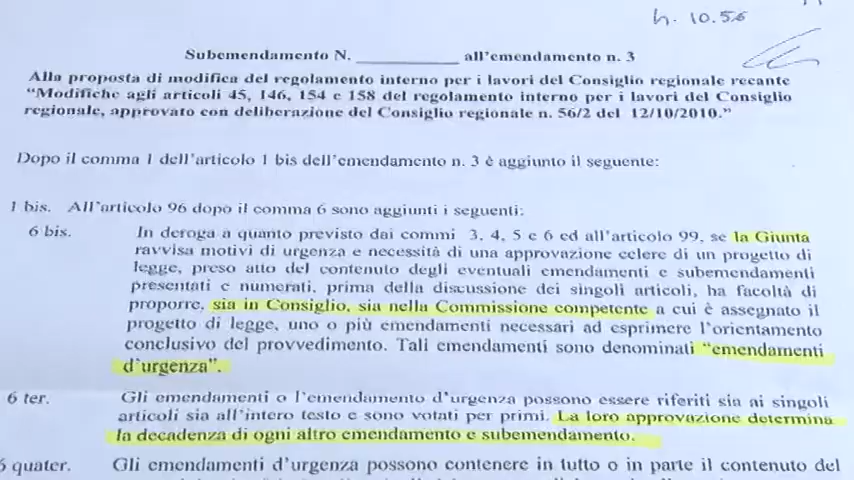 h. 10.56
Subemendamento N. __________ all'emendamento n. 3
Alla proposta di modifica del regolamento interno per i lavori del Consiglio regionale recante
"Modifiche agli articoli 45, 146, 154 e 158 del regolamento interno per i lavori del Consiglio
regionale, approvato con deliberazione del Consiglio regionale n. 56/2 del 12/10/2010."
Dopo il comma 1 dell'articolo 1 bis dell'emendamento n. 3 è aggiunto il seguente:
1 bis. All'articolo 96 dopo il comma 6 sono aggiunti i seguenti:
6 bis. In deroga a quanto previsto dai commi 3, 4, 5 e 6 ed all'articolo 99, se la Giunta
ravvisa motivi di urgenza e necessità di una approvazione celere di un progetto di
legge, preso atto del contenuto degli eventuali emendamenti e subemendamenti
presentati e numerati, prima della discussione dei singoli articoli, ha facoltà di
proporre, sia in Consiglio, sia nella Commissione competente a cui è assegnato il
progetto di legge, uno o più emendamenti necessari ad esprimere l'orientamento
conclusivo del provvedimento. Tali emendamenti sono denominati "emendamenti
d'urgenza".
6 ter. Gli emendamenti o l'emendamento d'urgenza possono essere riferiti sia ai singoli
articoli sia all'intero testo e sono votati per primi. La loro approvazione determina
la decadenza di ogni altro emendamento e subemendamento.
6 quater. Gli emendamenti d'urgenza possono contenere in tutto o in parte il contenuto del